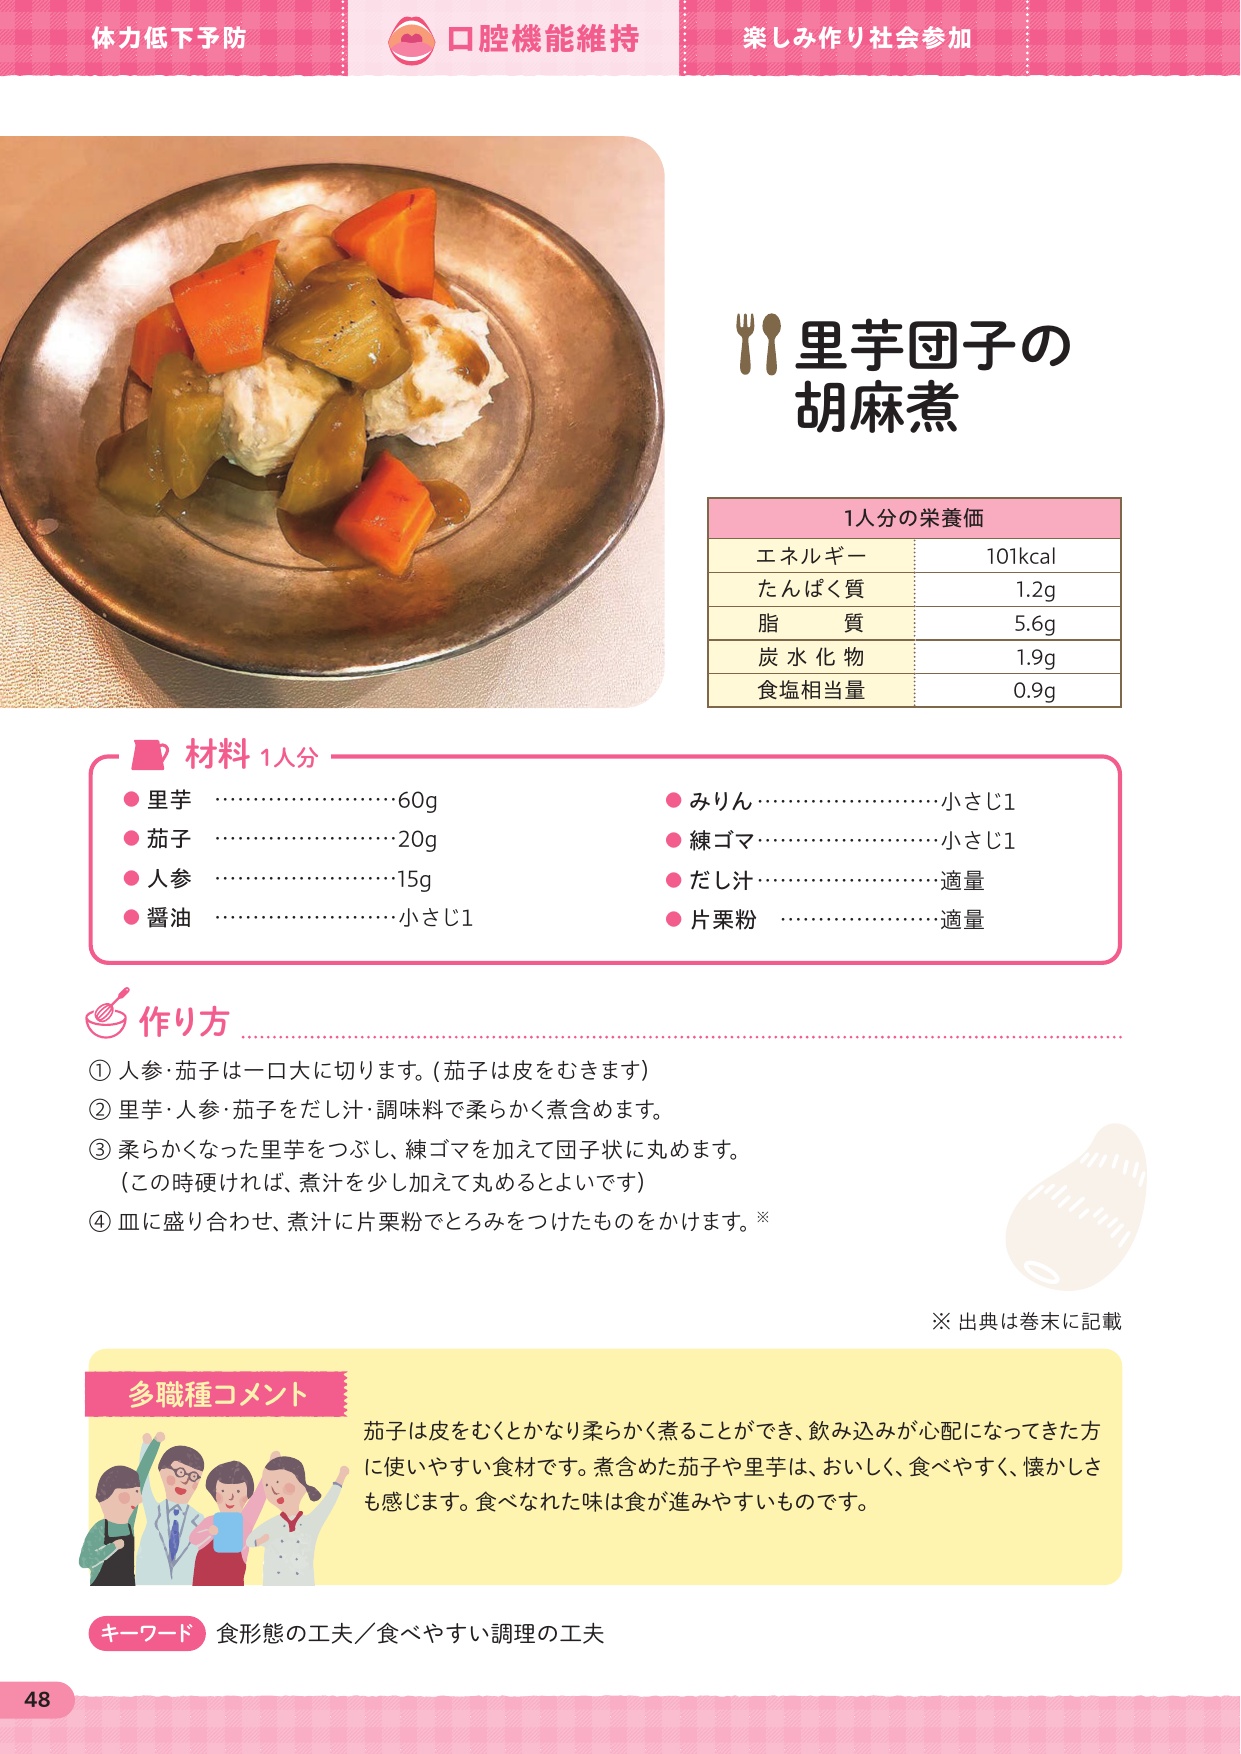 体力低下予防
口腔機能維持
楽しみ作り社会参加
里芋団子の
胡麻煮
1人分の栄養価
エネルギー 101kcal
たんぱく質 1.2g
脂質 5.6g
炭水化物 1.9g
食塩相当量 0.9g
材料 1人分
● 里芋 ……………………60g
● 茄子 ……………………20g
● 人参 ……………………15g
● 醤油 ……………………小さじ1
● みりん……………………小さじ1
● 練ゴマ……………………小さじ1
● だし汁……………………適量
● 片栗粉 …………………適量
作り方
① 人参・茄子は一口大に切ります。(茄子は皮をむきます)
② 里芋・人参・茄子をだし汁・調味料で柔らかく煮含めます。
③ 柔らかくなった里芋をつぶし、練ゴマを加えて団子状に丸めます。
(この時硬ければ、煮汁を少し加えて丸めるとよいです)
④ 皿に盛り合わせ、煮汁に片栗粉でとろみをつけたものをかけます。※
※ 出典は巻末に記載
多職種コメント
茄子は皮をむくとかなり柔らかく煮ることができ、飲み込みが心配になってきた方
に使いやすい食材です。煮含めた茄子や里芋は、おいしく、食べやすく、懐かしさ
も感じます。食べなれた味は食が進みやすいものです。
キーワード 食形態の工夫／食べやすい調理の工夫
48